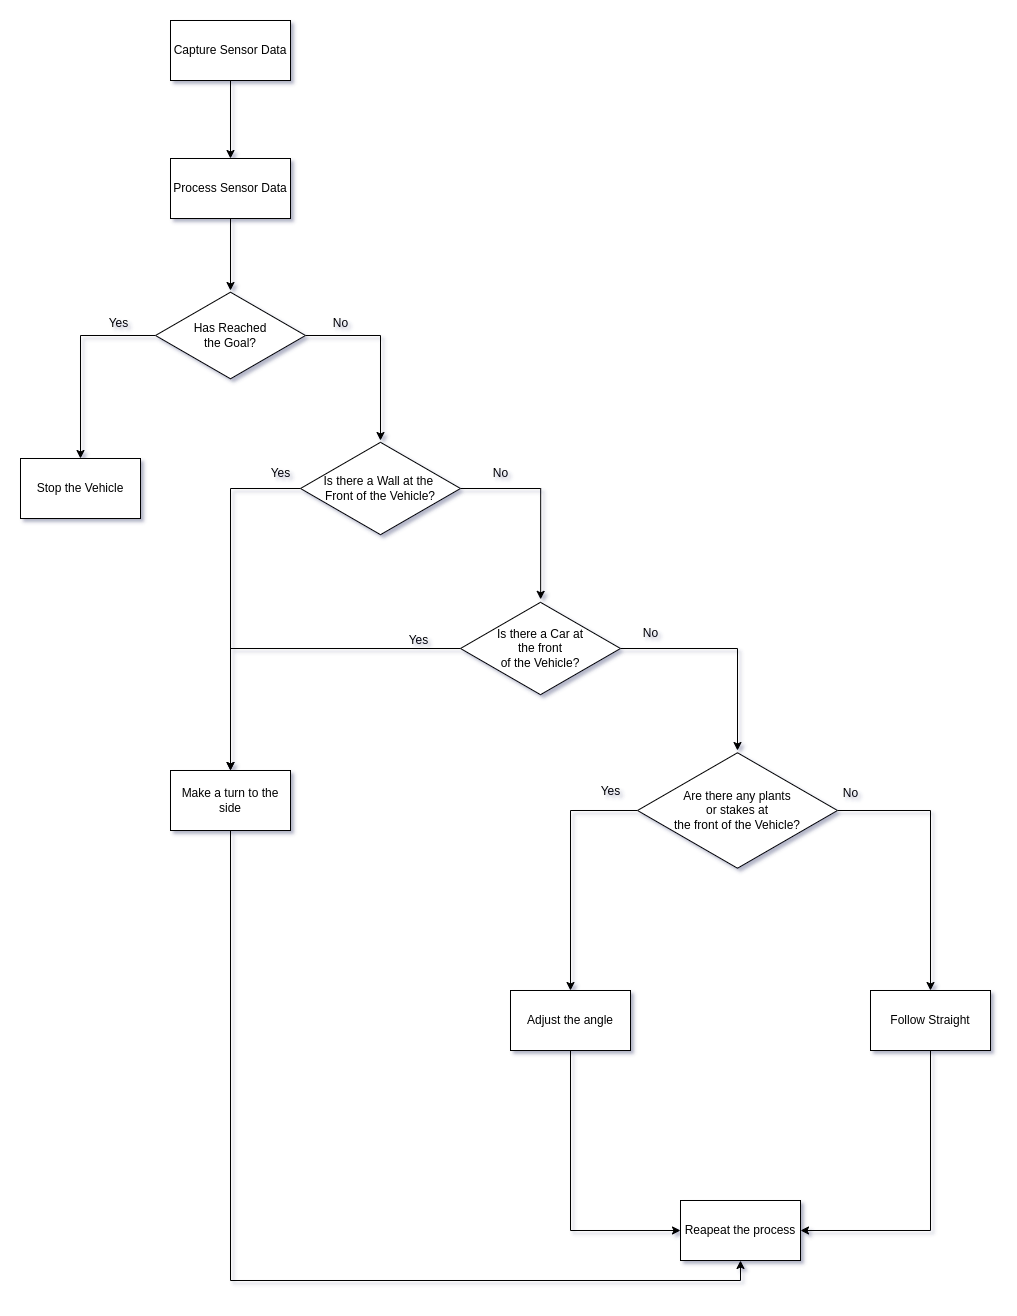 Capture Sensor Data
Process Sensor Data
Has Reached
the Goal?
Yes
No
Stop the Vehicle
Is there a Wall at the
Front of the Vehicle?
Yes
No
Is there a Car at
the front
of the Vehicle?
Yes
No
Make a turn to the
side
Are there any plants
or stakes at
the front of the Vehicle?
Yes
No
Adjust the angle
Follow Straight
Reapeat the process